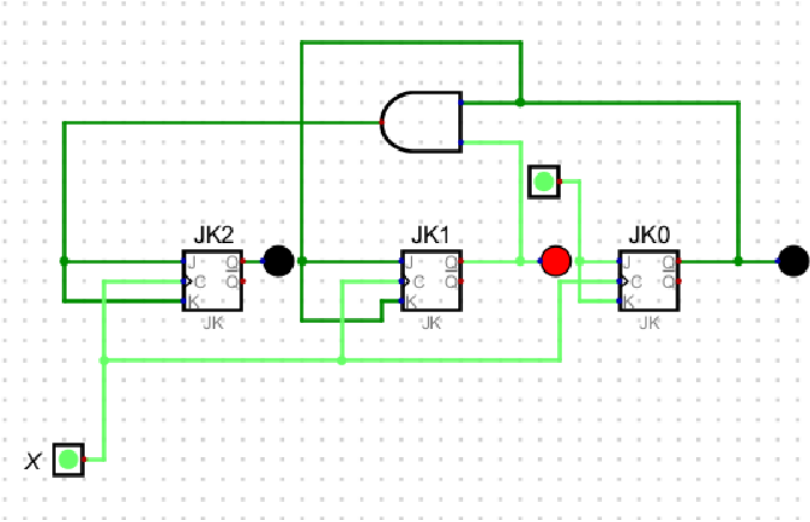 JK2 JK1 JK0
J Q J Q J Q
C Q C Q C Q
K K K
JK JK JK
X